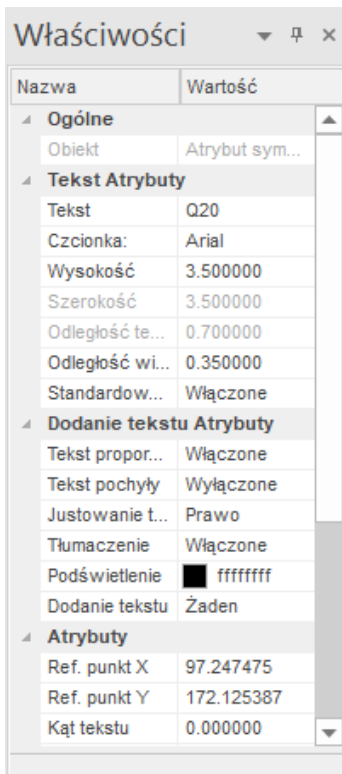 Właściwości
Nazwa Wartość
Ogólne
Obiekt Atrybut sym...
Tekst Atrybuty
Tekst Q20
Czcionka: Arial
Wysokość 3.500000
Szerokość 3.500000
Odległość te... 0.700000
Odległość wi... 0.350000
Standardow... Włączone
Dodanie tekstu Atrybuty
Tekst propor... Włączone
Tekst pochyły Wyłączone
Justowanie t... Prawo
Tłumaczenie Włączone
Podświetlenie ffffffff
Dodanie tekstu Żaden
Atrybuty
Ref. punkt X 97.247475
Ref. punkt Y 172.125387
Kąt tekstu 0.000000